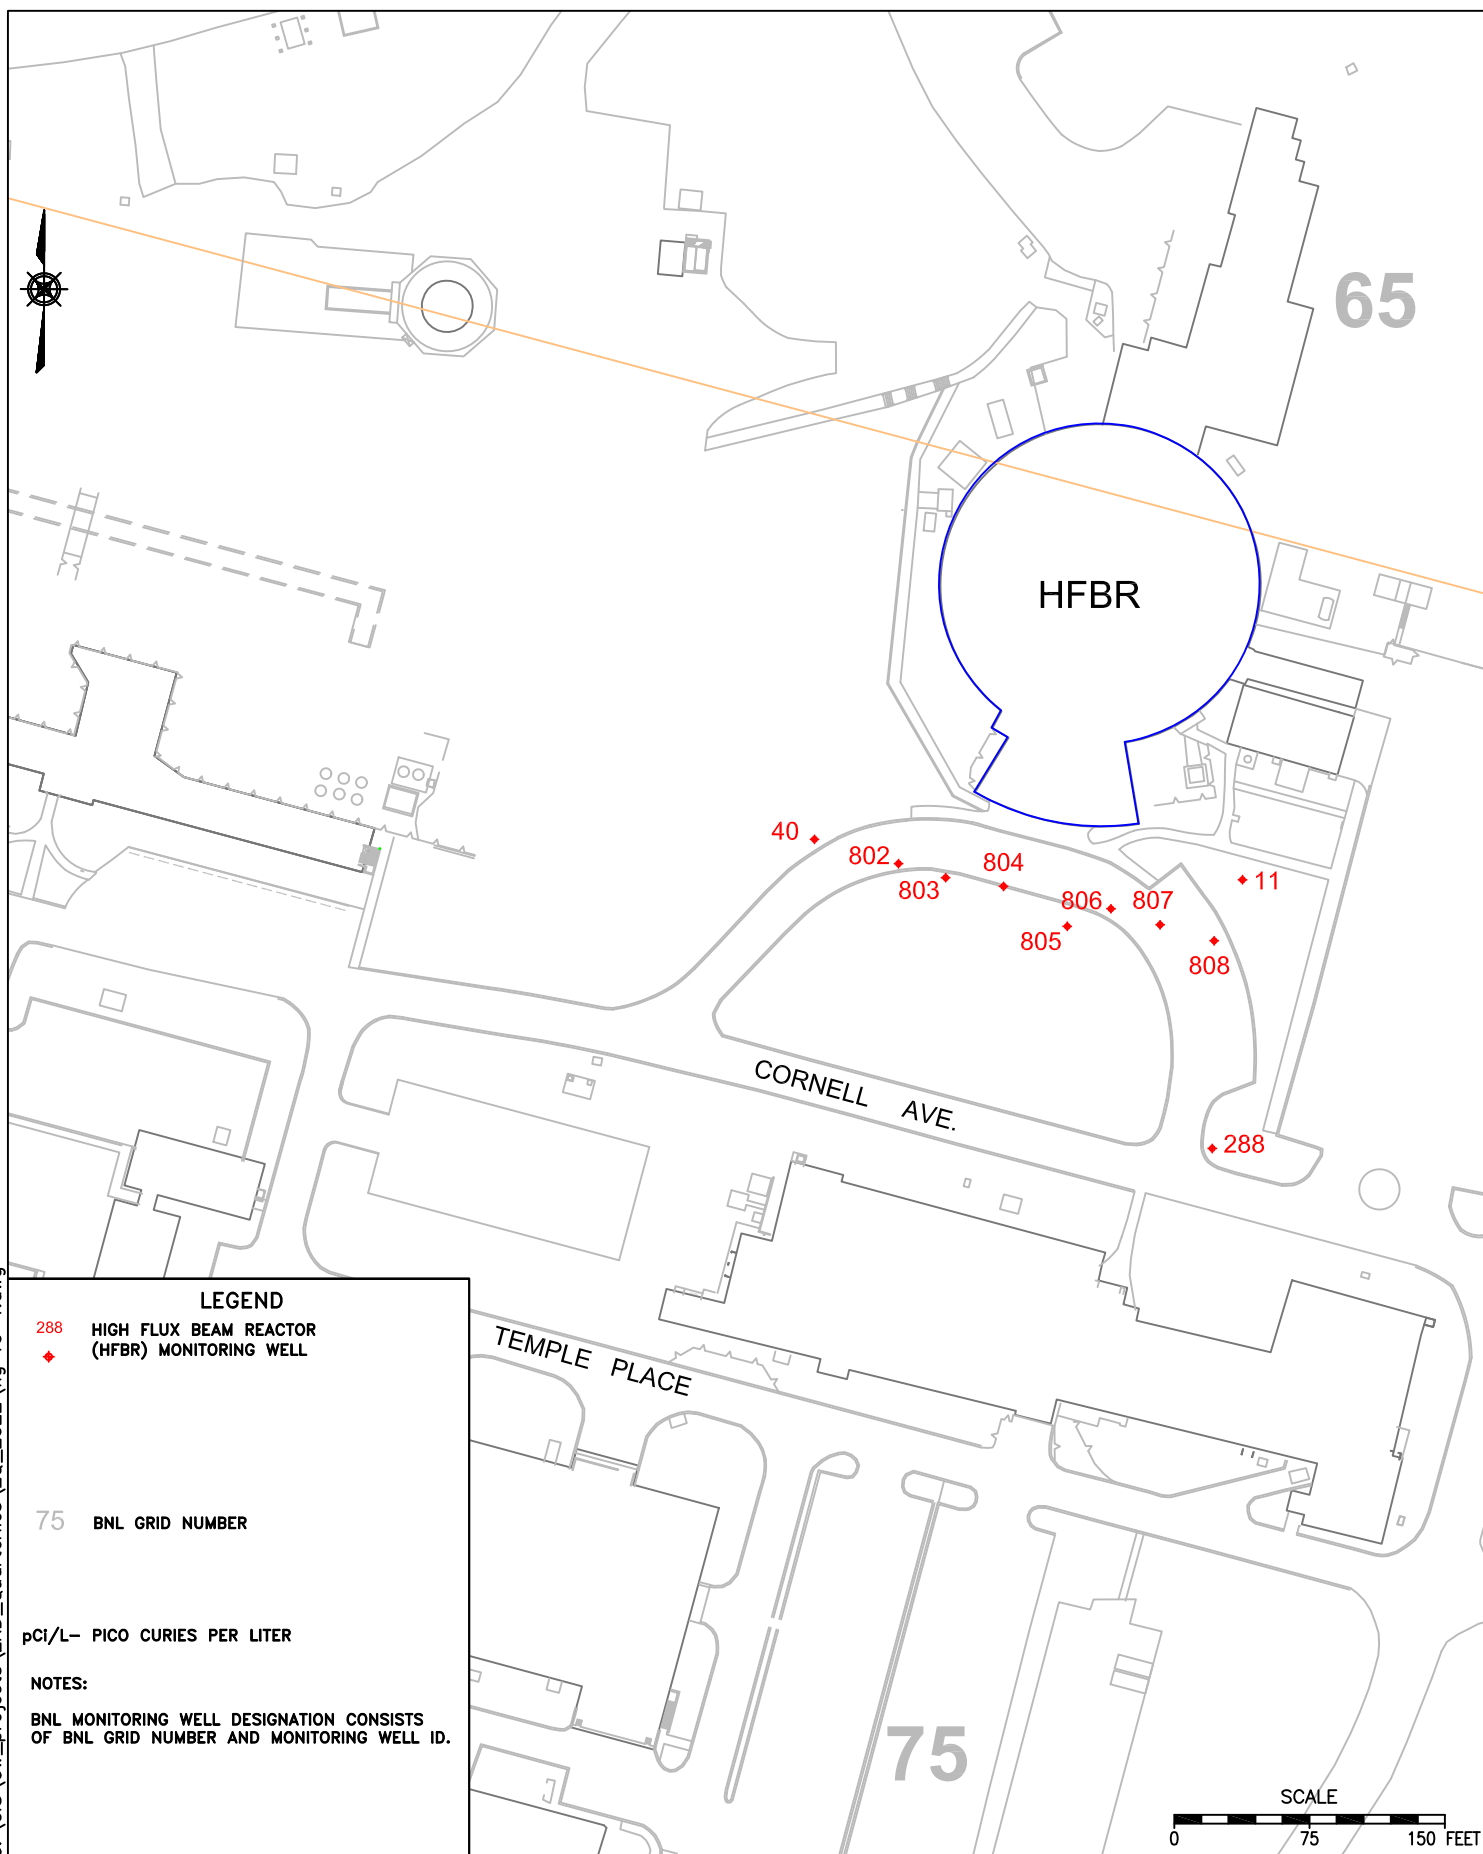 65
HFBR
40
802
803
804
806
807
805
808
11
288
CORNELL AVE.
TEMPLE PLACE
LEGEND
288 HIGH FLUX BEAM REACTOR
(HFBR) MONITORING WELL
75 BNL GRID NUMBER
pCi/L– PICO CURIES PER LITER
NOTES:
BNL MONITORING WELL DESIGNATION CONSISTS
OF BNL GRID NUMBER AND MONITORING WELL ID.
75
SCALE
0 75 150 FEET